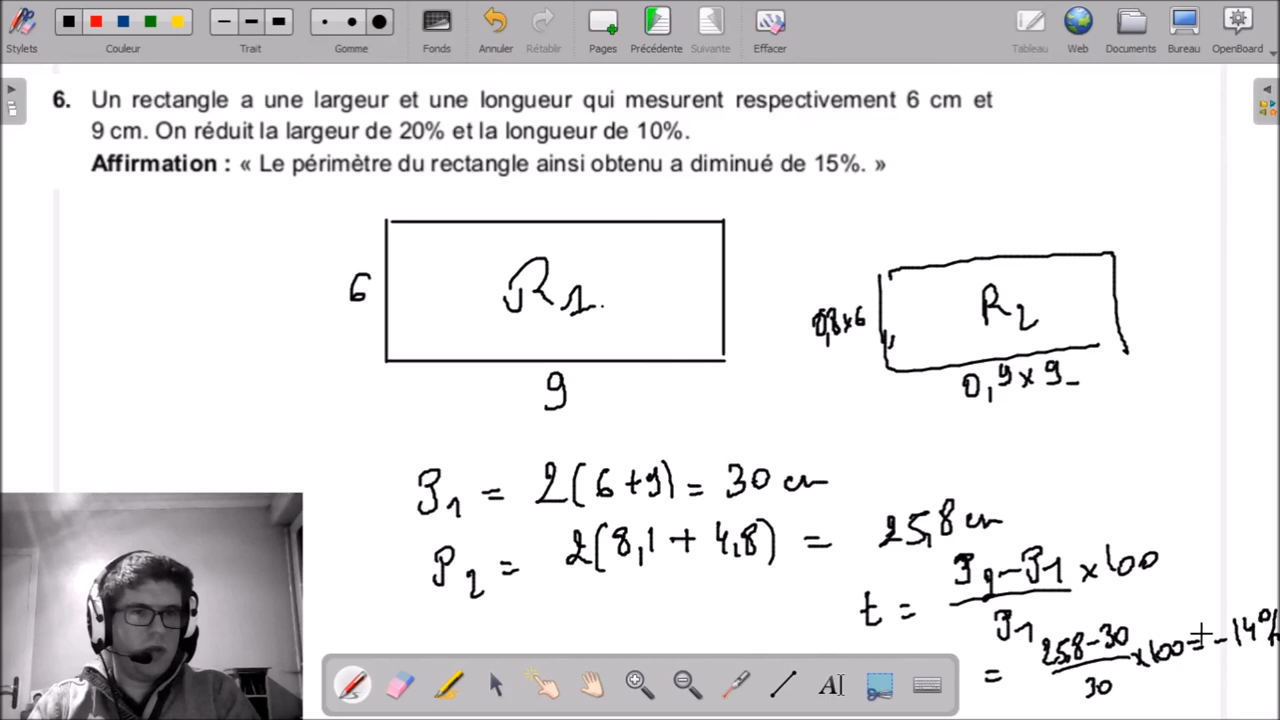 Stylets Couleur Trait Gomme Fonds Annuler Rétablir Pages Précédente Suivante Effacer Tableau Web Documents Bureau OpenBoard
6. Un rectangle a une largeur et une longueur qui mesurent respectivement 6 cm et
9 cm. On réduit la largeur de 20% et la longueur de 10%.
Affirmation : « Le périmètre du rectangle ainsi obtenu a diminué de 15%. »
6
R1
9
0,8×6
R2
0,9×9
P1 = 2(6+9) = 30 cm
P2 = 2(8,1+4,8) = 25,8 cm
t = P2-P1 ×100
P1
= 25,8-30 ×100 = -14%
30
AI